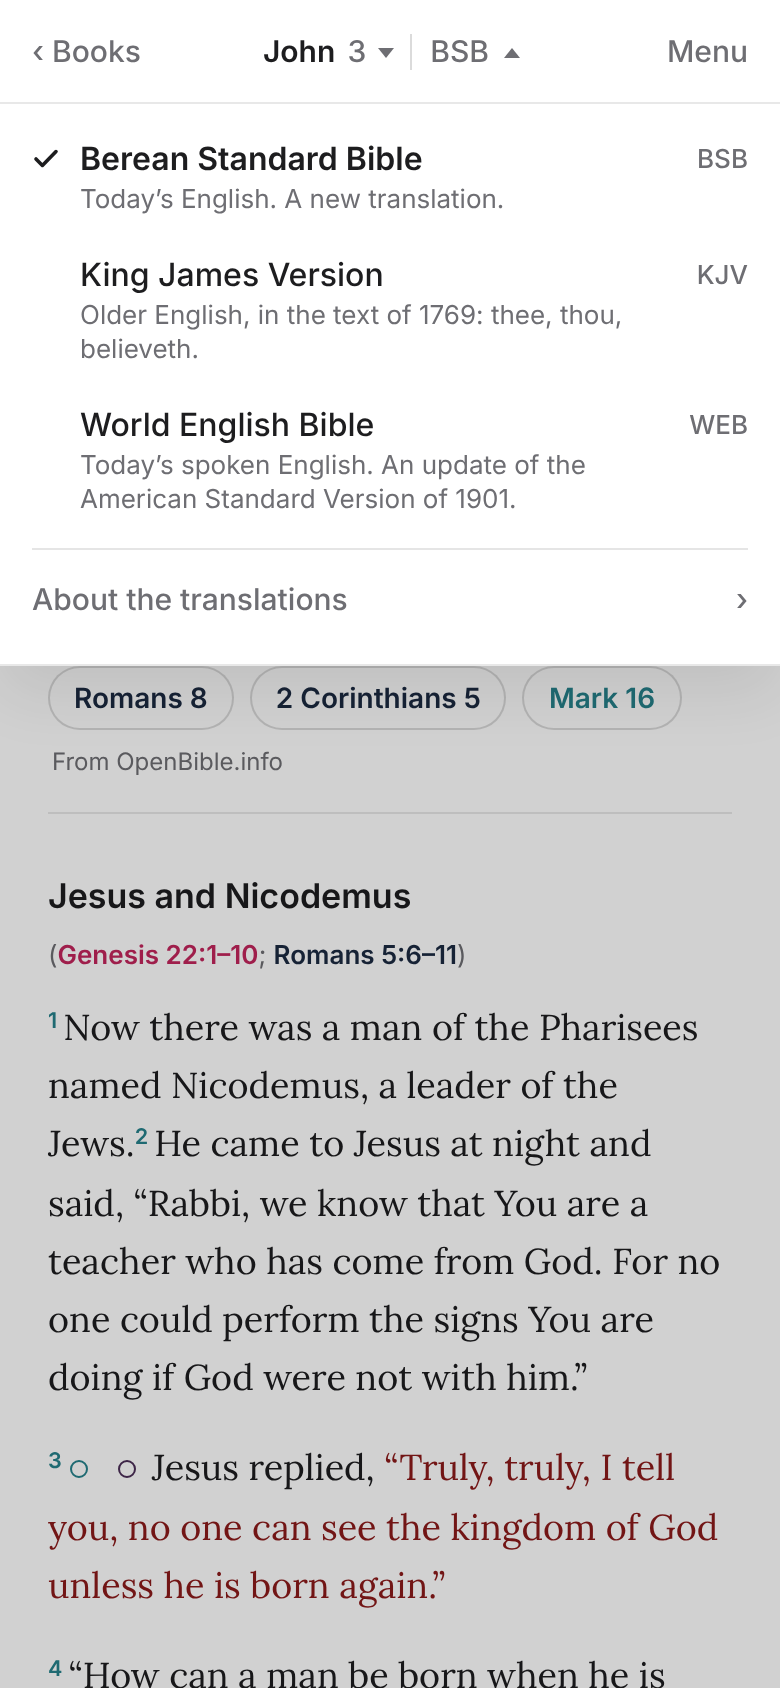 ‹ Books John 3 ▾ BSB ▴ Menu
✓ Berean Standard Bible BSB
Today’s English. A new translation.
King James Version KJV
Older English, in the text of 1769: thee, thou,
believeth.
World English Bible WEB
Today’s spoken English. An update of the
American Standard Version of 1901.
About the translations ›
Romans 8 2 Corinthians 5 Mark 16
From OpenBible.info
Jesus and Nicodemus
(Genesis 22:1–10; Romans 5:6–11)
1 Now there was a man of the Pharisees
named Nicodemus, a leader of the
Jews. 2 He came to Jesus at night and
said, “Rabbi, we know that You are a
teacher who has come from God. For no
one could perform the signs You are
doing if God were not with him.”
3 Jesus replied, “Truly, truly, I tell
you, no one can see the kingdom of God
unless he is born again.”
4 “How can a man be born when he is